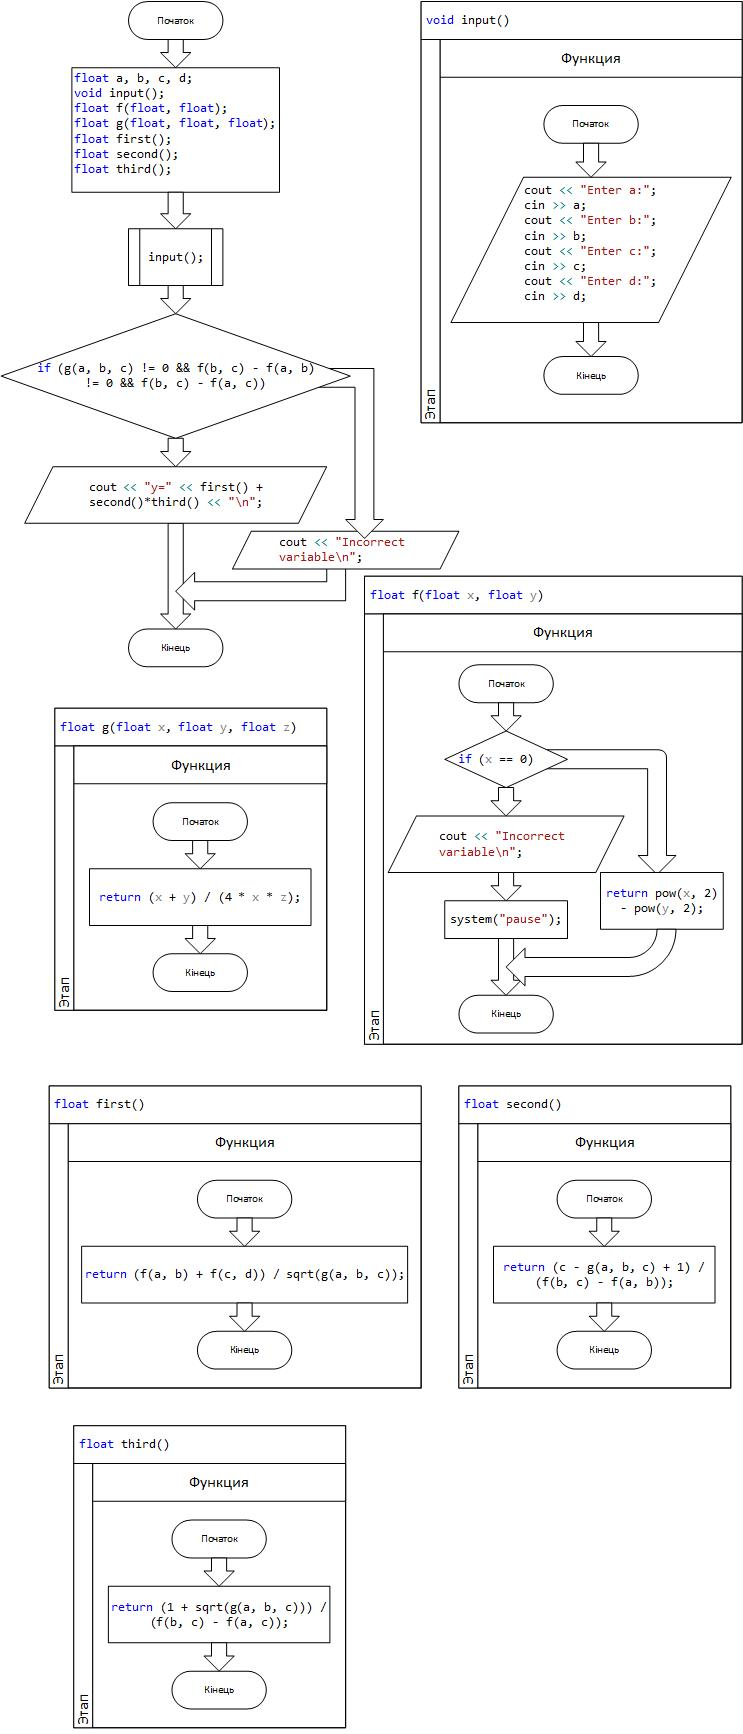 Початок
float a, b, c, d;
void input();
float f(float, float);
float g(float, float, float);
float first();
float second();
float third();
input();
if (g(a, b, c) != 0 && f(b, c) - f(a, b)
!= 0 && f(b, c) - f(a, c))
cout << "y=" << first() +
second()*third() << "\n";
cout << "Incorrect
variable\n";
Кінець
void input()
Функция
Початок
cout << "Enter a:";
cin >> a;
cout << "Enter b:";
cin >> b;
cout << "Enter c:";
cin >> c;
cout << "Enter d:";
cin >> d;
Кінець
Этап
float f(float x, float y)
Функция
Початок
if (x == 0)
cout << "Incorrect
variable\n";
system("pause");
return pow(x, 2)
- pow(y, 2);
Кінець
Этап
float g(float x, float y, float z)
Функция
Початок
return (x + y) / (4 * x * z);
Кінець
Этап
float first()
Функция
Початок
return (f(a, b) + f(c, d)) / sqrt(g(a, b, c));
Кінець
Этап
float second()
Функция
Початок
return (c - g(a, b, c) + 1) /
(f(b, c) - f(a, b));
Кінець
Этап
float third()
Функция
Початок
return (1 + sqrt(g(a, b, c))) /
(f(b, c) - f(a, c));
Кінець
Этап